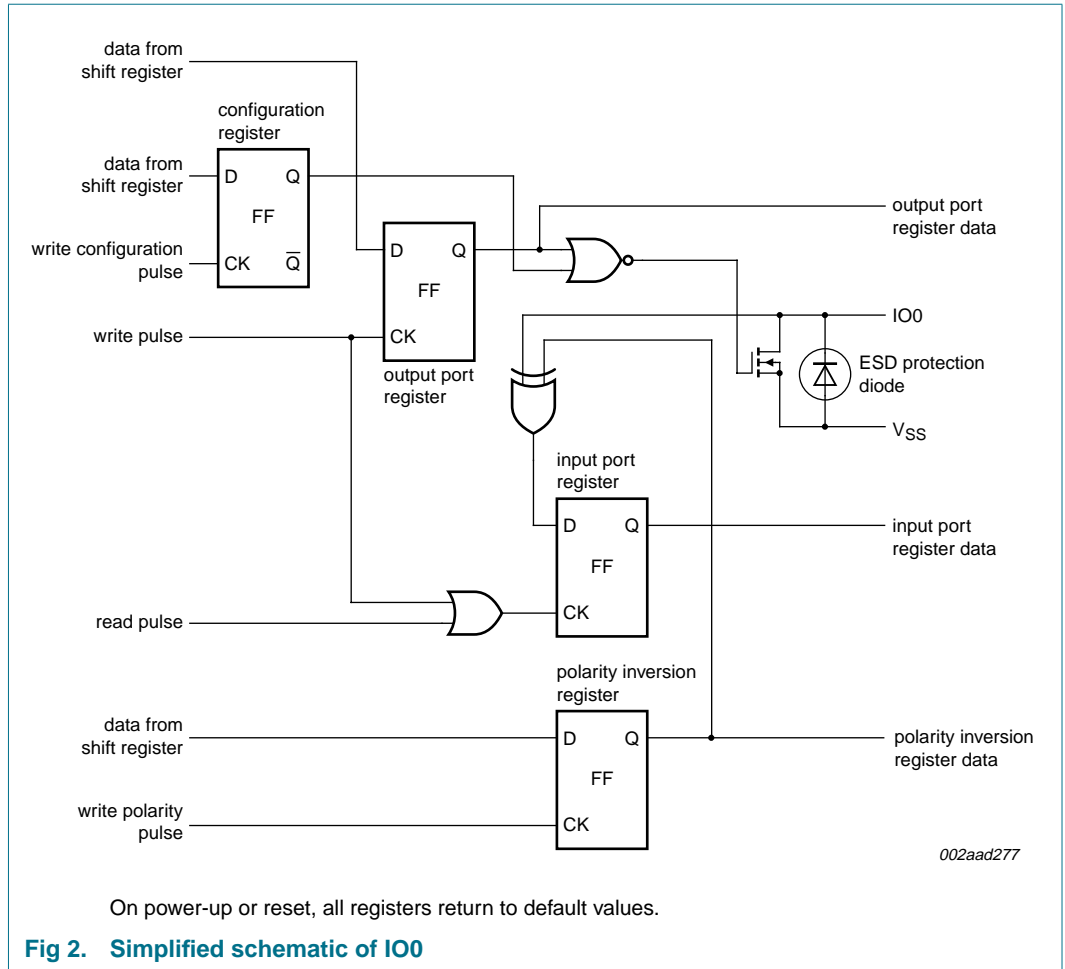 data from
shift register
configuration
register
data from
shift register
D Q
FF
write configuration
pulse
CK Q̅
output port
register data
D Q
FF
write pulse
CK
output port
register
IO0
ESD protection
diode
VSS
input port
register
D Q
input port
register data
FF
read pulse
CK
polarity inversion
register
data from
shift register
D Q
polarity inversion
register data
FF
write polarity
pulse
CK
002aad277
On power-up or reset, all registers return to default values.
Fig 2. Simplified schematic of IO0